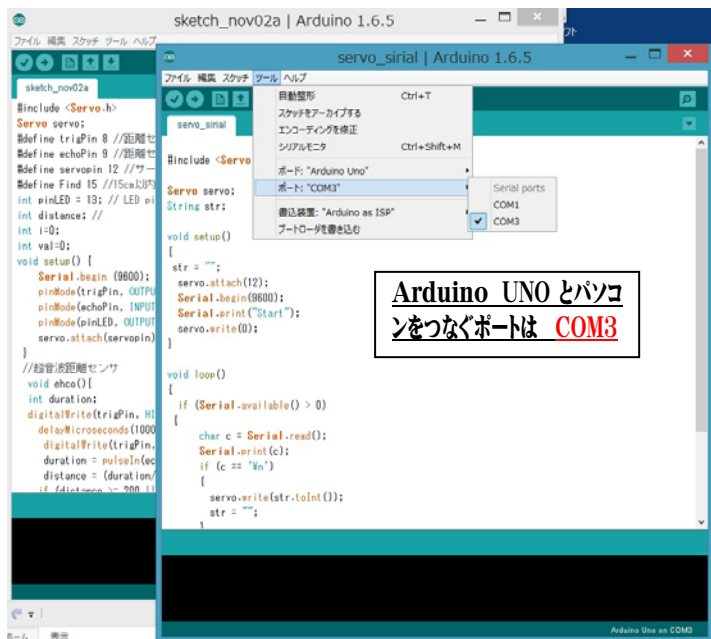 sketch_nov02a | Arduino 1.6.5
ファイル 編集 スケッチ ツール ヘルプ
sketch_nov02a
#include <Servo.h>
Servo servo;
#define trigPin 8 //距離セ
#define echoPin 9 //距離セ
#define servopin 12 //サー
#define Find 15 //15cm以内
int pinLED = 13; // LED pi
int distance; //
int i=0;
int val=0;
void setup() {
Serial.begin (9600);
pinMode(trigPin, OUTPU
pinMode(echoPin, INPUT
pinMode(pinLED, OUTPUT
servo.attach(servopin)
}
//超音波距離センサ
void ehco(){
int duration;
digitalWrite(trigPin, HI
delayMicroseconds(1000
digitalWrite(trigPin,
duration = pulseIn(ec
distance = (duration/
if (distance >= 200 ||
ーム 表示
フト
servo_sirial | Arduino 1.6.5
ファイル 編集 スケッチ ツール ヘルプ
servo_sirial
自動整形 Ctrl+T
スケッチをアーカイブする
エンコーディングを修正
シリアルモニタ Ctrl+Shift+M
ボード: "Arduino Uno"
ポート: "COM3"
書込装置: "Arduino as ISP"
ブートローダを書き込む
Serial ports
COM1
COM3
#include <Servo
Servo servo;
String str;
void setup()
{
str = "";
servo.attach(12);
Serial.begin(9600);
Serial.print("Start");
servo.write(0);
}
void loop()
{
if (Serial.available() > 0)
{
char c = Serial.read();
Serial.print(c);
if (c == '¥n')
{
servo.write(str.toInt());
str = "";
}
Arduino UNO とパソコ
ンをつなぐポートは COM3
Arduino Uno on COM3